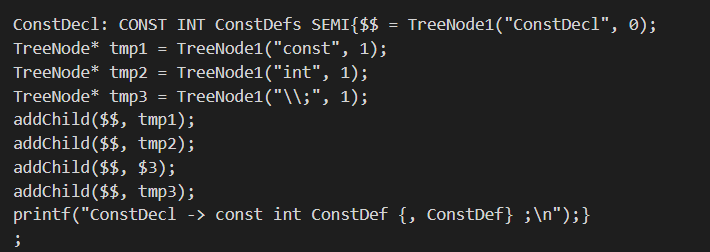 ConstDecl: CONST INT ConstDefs SEMI{$$ = TreeNode1("ConstDecl", 0);
TreeNode* tmp1 = TreeNode1("const", 1);
TreeNode* tmp2 = TreeNode1("int", 1);
TreeNode* tmp3 = TreeNode1("\\;", 1);
addChild($$, tmp1);
addChild($$, tmp2);
addChild($$, $3);
addChild($$, tmp3);
printf("ConstDecl -> const int ConstDef {, ConstDef} ;\n");}
;